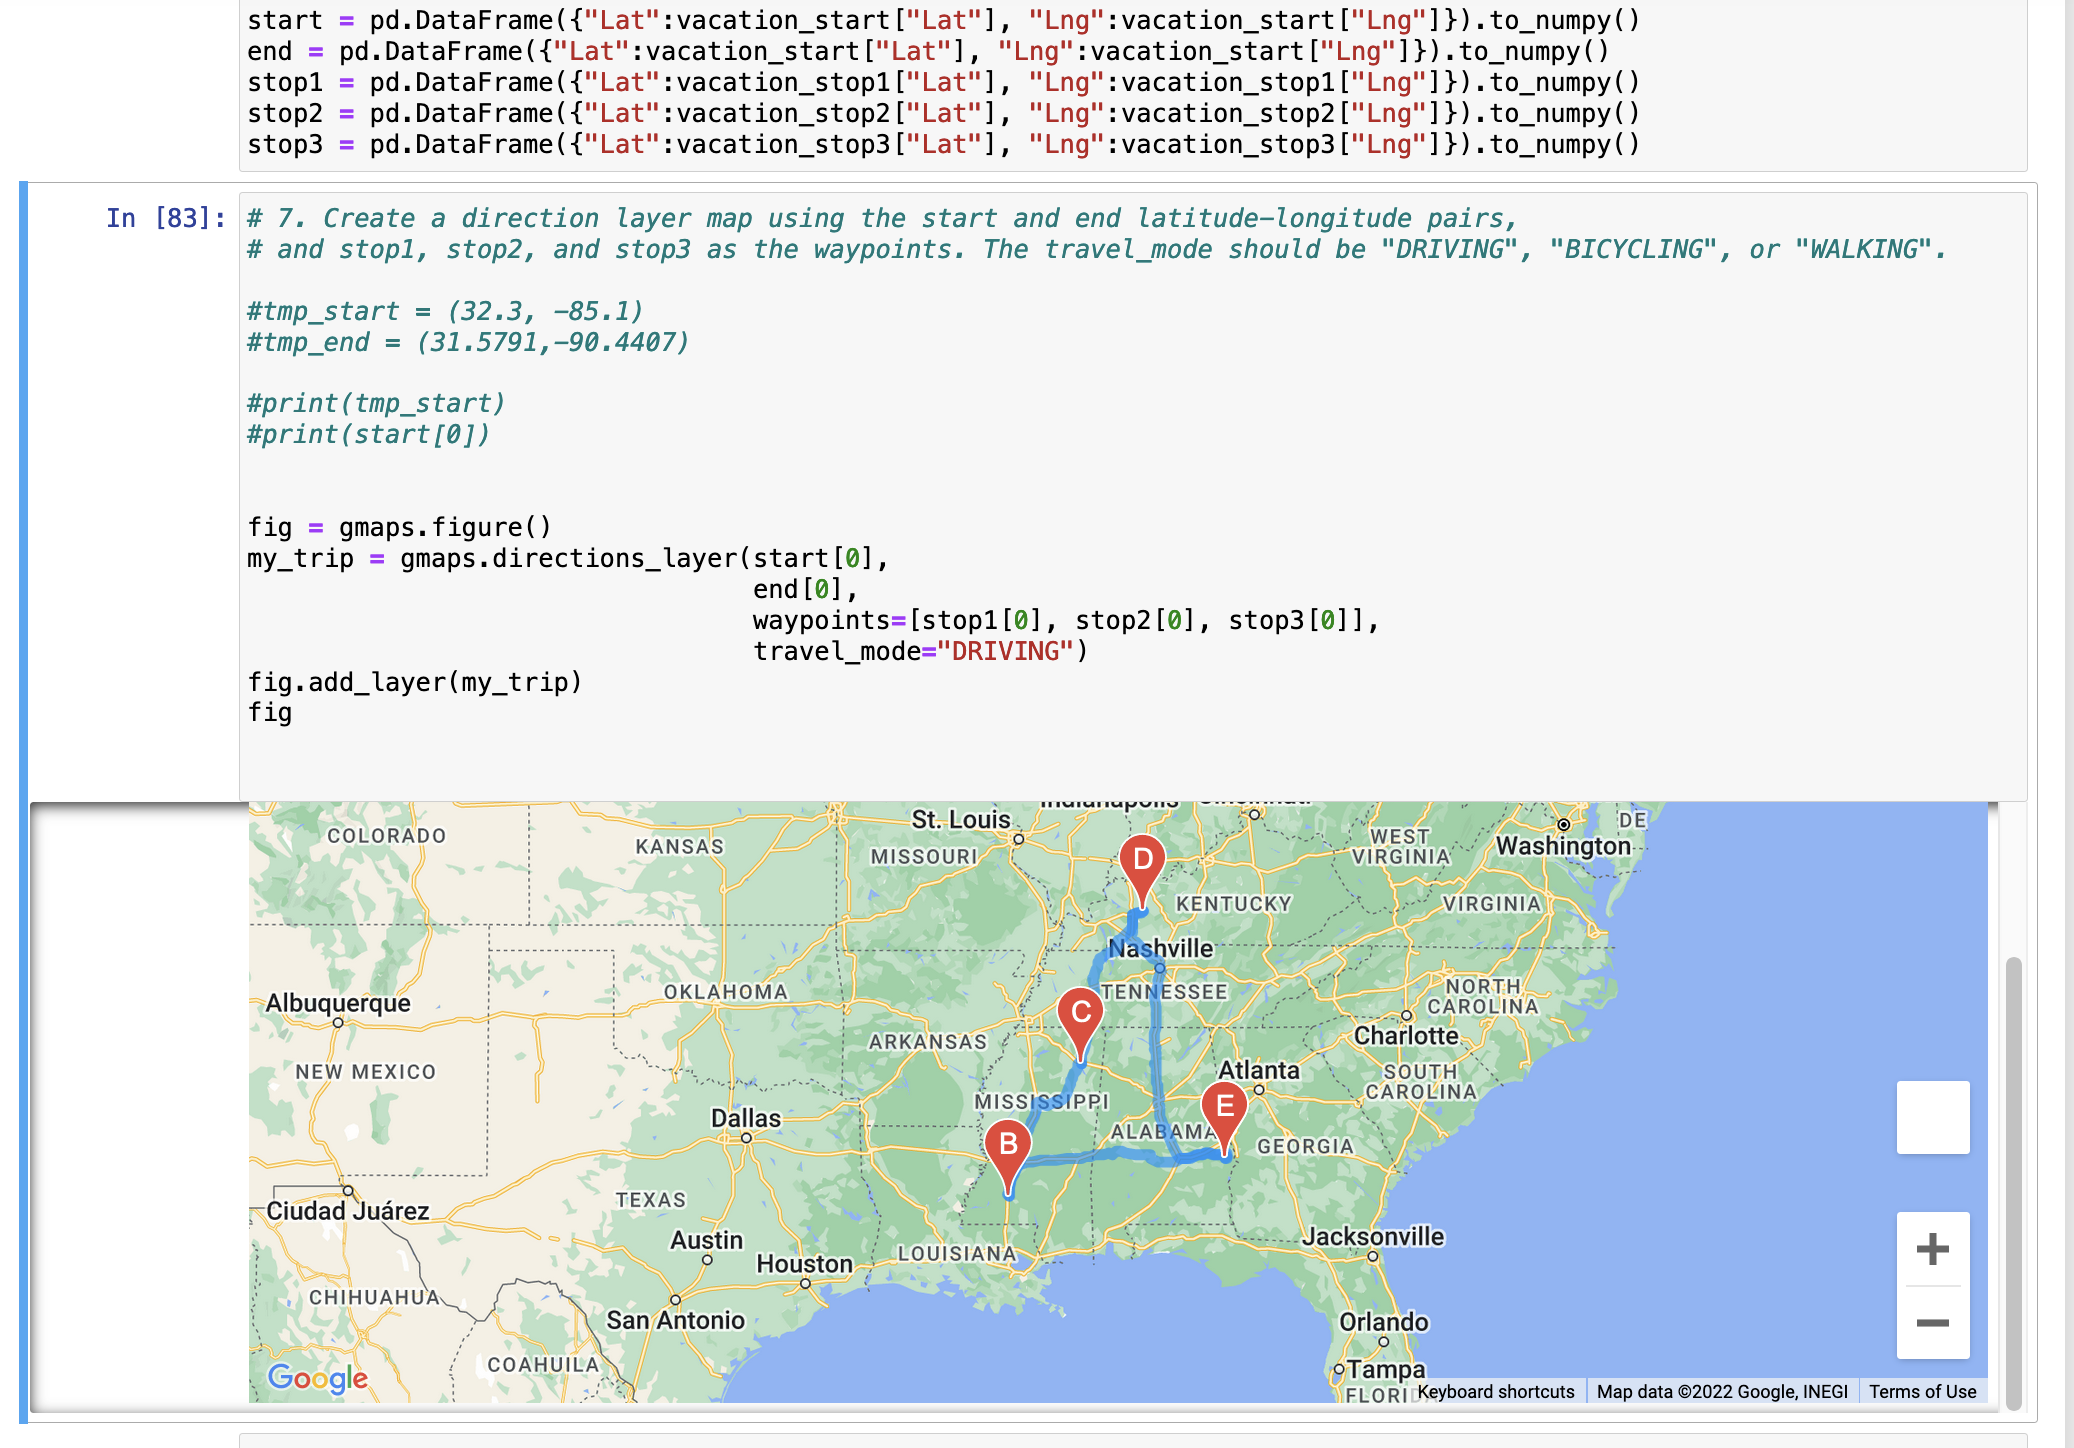 start = pd.DataFrame({"Lat":vacation_start["Lat"], "Lng":vacation_start["Lng"]}).to_numpy()
end = pd.DataFrame({"Lat":vacation_start["Lat"], "Lng":vacation_start["Lng"]}).to_numpy()
stop1 = pd.DataFrame({"Lat":vacation_stop1["Lat"], "Lng":vacation_stop1["Lng"]}).to_numpy()
stop2 = pd.DataFrame({"Lat":vacation_stop2["Lat"], "Lng":vacation_stop2["Lng"]}).to_numpy()
stop3 = pd.DataFrame({"Lat":vacation_stop3["Lat"], "Lng":vacation_stop3["Lng"]}).to_numpy()
In [83]:
# 7. Create a direction layer map using the start and end latitude-longitude pairs,
# and stop1, stop2, and stop3 as the waypoints. The travel_mode should be "DRIVING", "BICYCLING", or "WALKING".
#tmp_start = (32.3, -85.1)
#tmp_end = (31.5791,-90.4407)
#print(tmp_start)
#print(start[0])
fig = gmaps.figure()
my_trip = gmaps.directions_layer(start[0],
end[0],
waypoints=[stop1[0], stop2[0], stop3[0]],
travel_mode="DRIVING")
fig.add_layer(my_trip)
fig
Indianapolis
Cincinnati
St. Louis
DE
COLORADO
KANSAS
MISSOURI
WEST
VIRGINIA
Washington
D
KENTUCKY
VIRGINIA
Nashville
Albuquerque
OKLAHOMA
TENNESSEE
NORTH
CAROLINA
C
ARKANSAS
Charlotte
NEW MEXICO
Atlanta
SOUTH
CAROLINA
MISSISSIPPI
E
Dallas
ALABAMA
GEORGIA
B
TEXAS
Ciudad Juárez
Austin
Houston
LOUISIANA
Jacksonville
CHIHUAHUA
San Antonio
Orlando
COAHUILA
Tampa
FLORID
Google
+
−
Keyboard shortcuts
Map data ©2022 Google, INEGI
Terms of Use